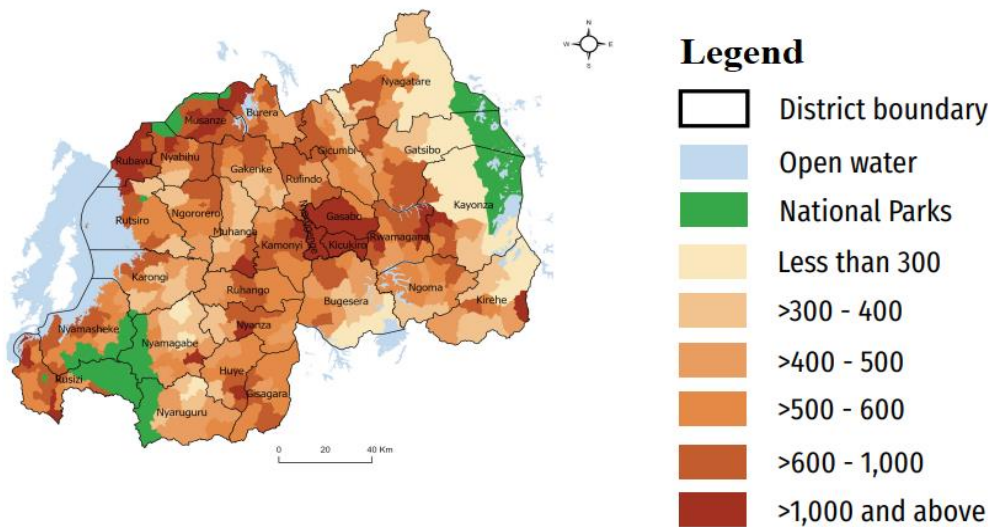 N
W E
S
Nyagatare
Burera
Musanze
Gicumbi
Gatsibo
Rubavu
Nyabihu
Gakenke
Rulindo
Kayonza
Rutsiro
Ngororero
Gasabo
Muhanga
Kamonyi
Kicukiro
Rwamagana
Karongi
Ruhango
Ngoma
Bugesera
Kirehe
Nyamasheke
Nyanza
Nyamagabe
Huye
Rusizi
Gisagara
Nyaruguru
0 20 40 Km
Legend
District boundary
Open water
National Parks
Less than 300
>300 - 400
>400 - 500
>500 - 600
>600 - 1,000
>1,000 and above